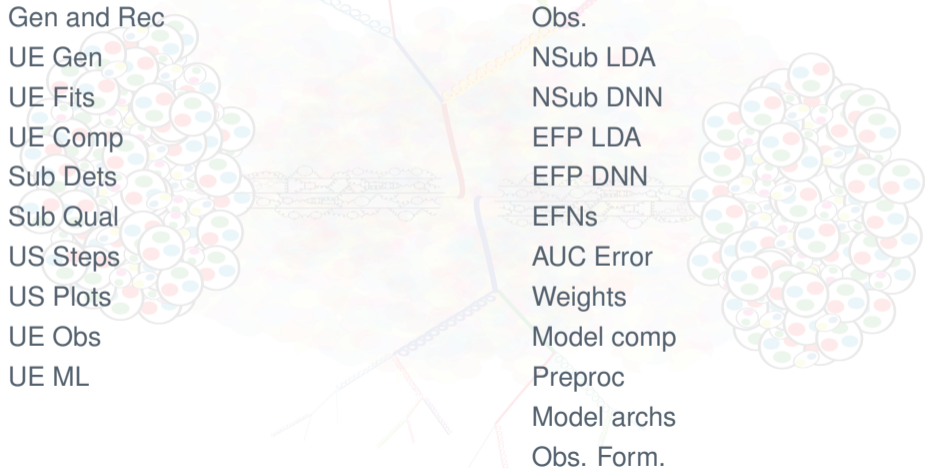 Gen and Rec
UE Gen
UE Fits
UE Comp
Sub Dets
Sub Qual
US Steps
US Plots
UE Obs
UE ML
Obs.
NSub LDA
NSub DNN
EFP LDA
EFP DNN
EFNs
AUC Error
Weights
Model comp
Preproc
Model archs
Obs. Form.